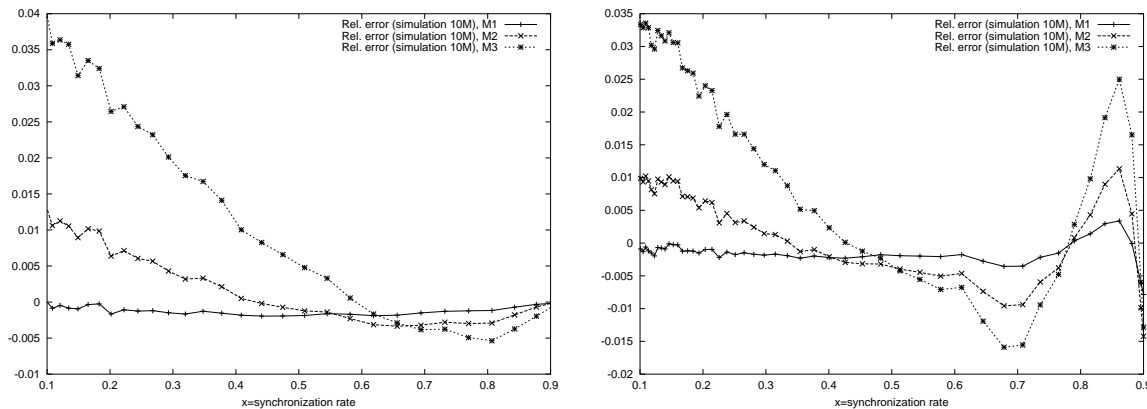 0.04
0.035
0.03
0.025
0.02
0.015
0.01
0.005
0
-0.005
-0.01
0.1 0.2 0.3 0.4 0.5 0.6 0.7 0.8 0.9
x=synchronization rate
Rel. error (simulation 10M), M1
Rel. error (simulation 10M), M2
Rel. error (simulation 10M), M3
0.035
0.03
0.025
0.02
0.015
0.01
0.005
0
-0.005
-0.01
-0.015
-0.02
0.1 0.2 0.3 0.4 0.5 0.6 0.7 0.8 0.9
x=synchronization rate
Rel. error (simulation 10M), M1
Rel. error (simulation 10M), M2
Rel. error (simulation 10M), M3